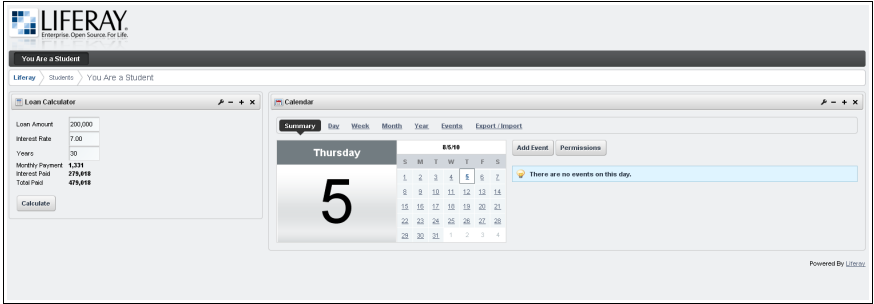 LIFERAY.
Enterprise. Open Source. For Life.
You Are a Student
Liferay Students You Are a Student
Loan Calculator
Loan Amount 200,000
Interest Rate 7.00
Years 30
Monthly Payment 1,331
Interest Paid 279,018
Total Paid 479,018
Calculate
Calendar
Summary Day Week Month Year Events Export / Import
Thursday
5
8/5/10
S M T W T F S
1 2 3 4 5 6 7
8 9 10 11 12 13 14
15 16 17 18 19 20 21
22 23 24 25 26 27 28
29 30 31 1 2 3 4
Add Event Permissions
There are no events on this day.
Powered By Liferay